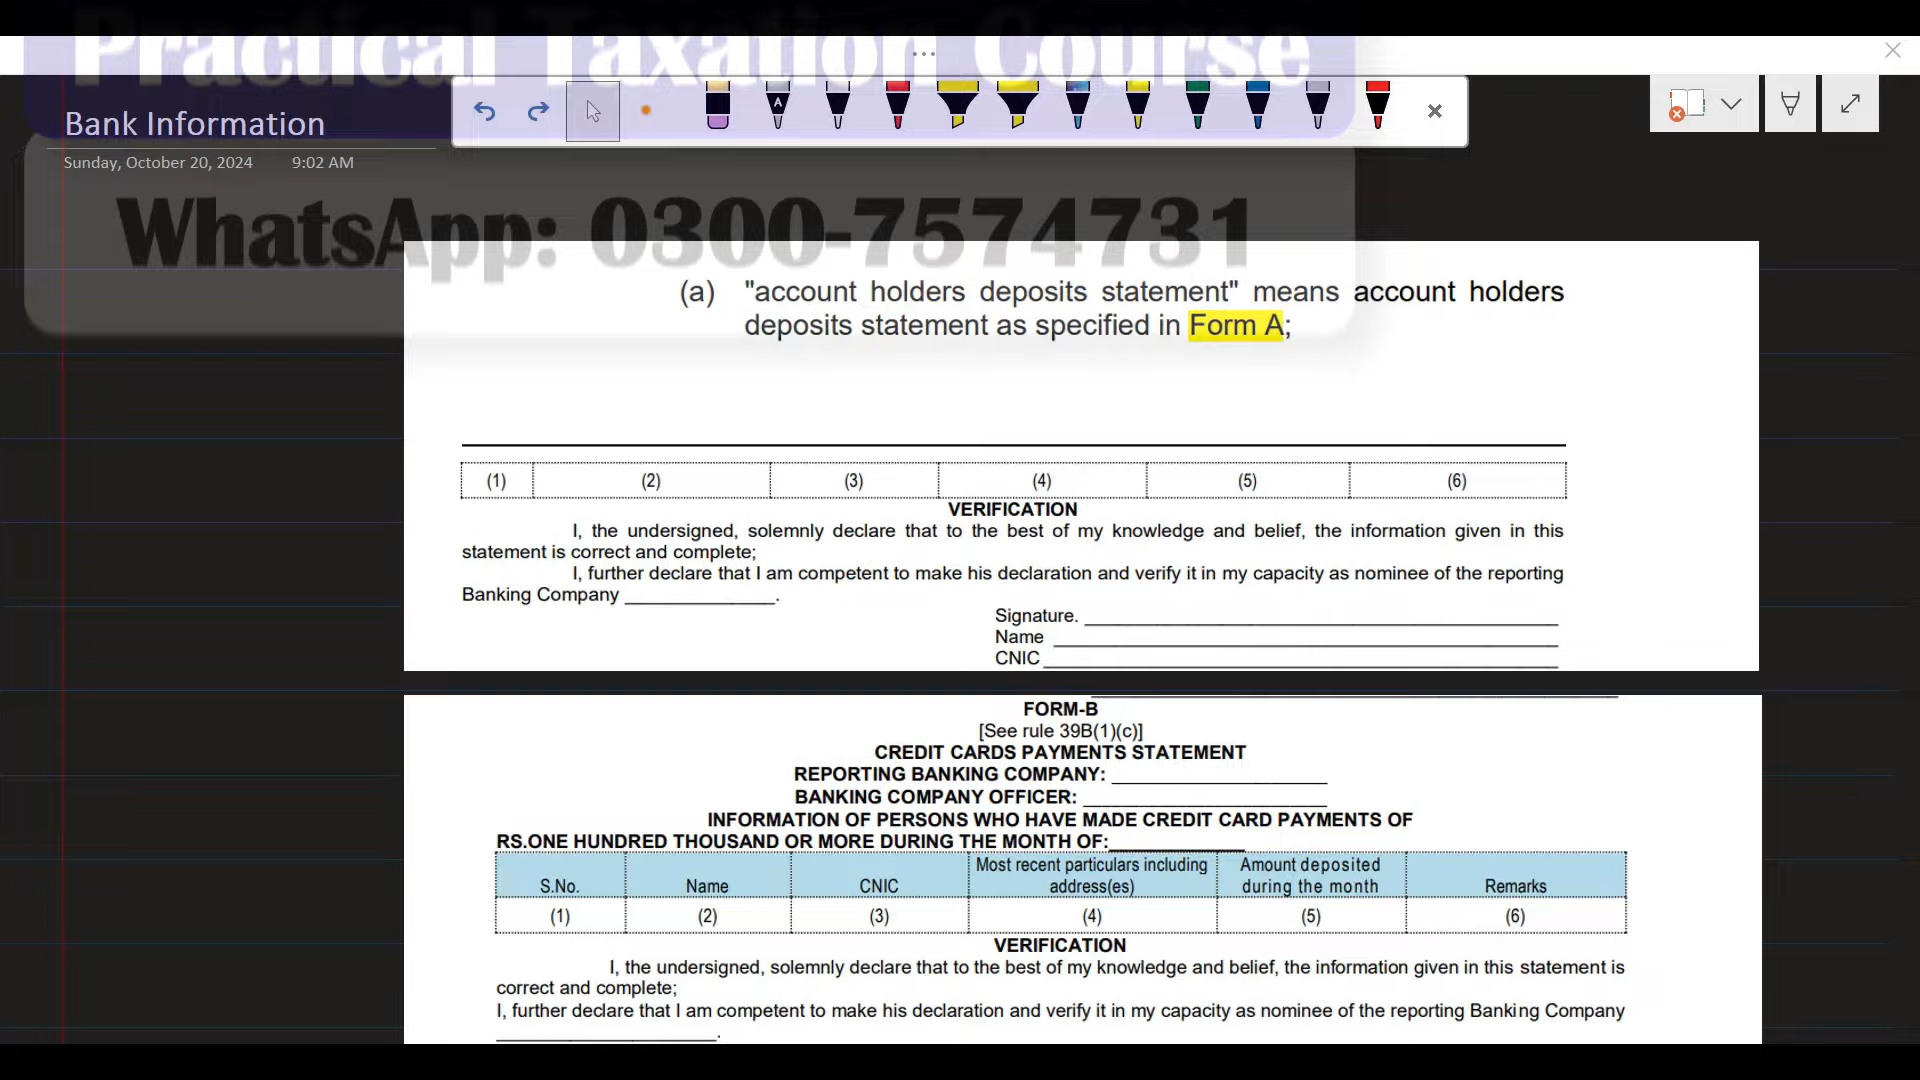 Practical Taxation Course
Bank Information
Sunday, October 20, 2024 9:02 AM
WhatsApp: 0300-7574731
(a) "account holders deposits statement" means account holders
deposits statement as specified in Form A;
(1) (2) (3) (4) (5) (6)
VERIFICATION
I, the undersigned, solemnly declare that to the best of my knowledge and belief, the information given in this
statement is correct and complete;
I, further declare that I am competent to make his declaration and verify it in my capacity as nominee of the reporting
Banking Company _______________.
Signature. _______________
Name _______________
CNIC _______________
FORM-B
[See rule 39B(1)(c)]
CREDIT CARDS PAYMENTS STATEMENT
REPORTING BANKING COMPANY: _______________
BANKING COMPANY OFFICER: _______________
INFORMATION OF PERSONS WHO HAVE MADE CREDIT CARD PAYMENTS OF
RS.ONE HUNDRED THOUSAND OR MORE DURING THE MONTH OF:_______________
Most recent particulars including Amount deposited
S.No. Name CNIC address(es) during the month Remarks
(1) (2) (3) (4) (5) (6)
VERIFICATION
I, the undersigned, solemnly declare that to the best of my knowledge and belief, the information given in this statement is
correct and complete;
I, further declare that I am competent to make his declaration and verify it in my capacity as nominee of the reporting Banking Company
_______________.